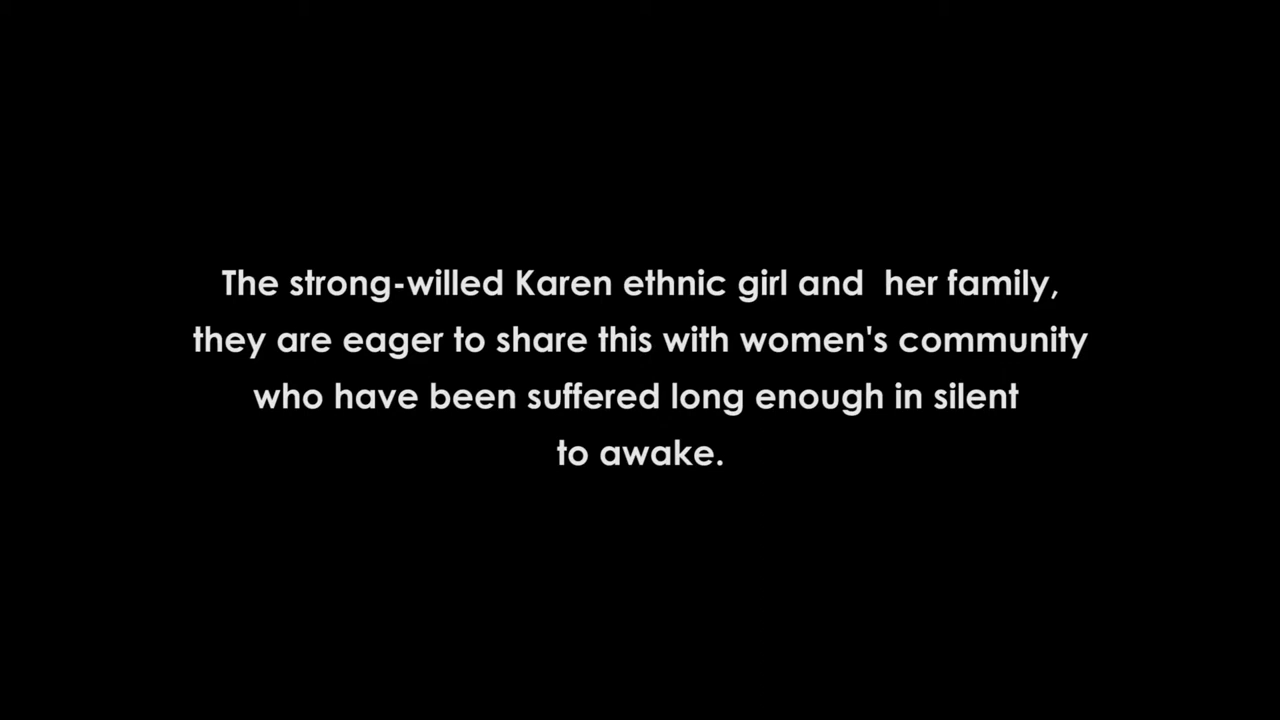 The strong-willed Karen ethnic girl and  her family,
they are eager to share this with women's community
who have been suffered long enough in silent
to awake.